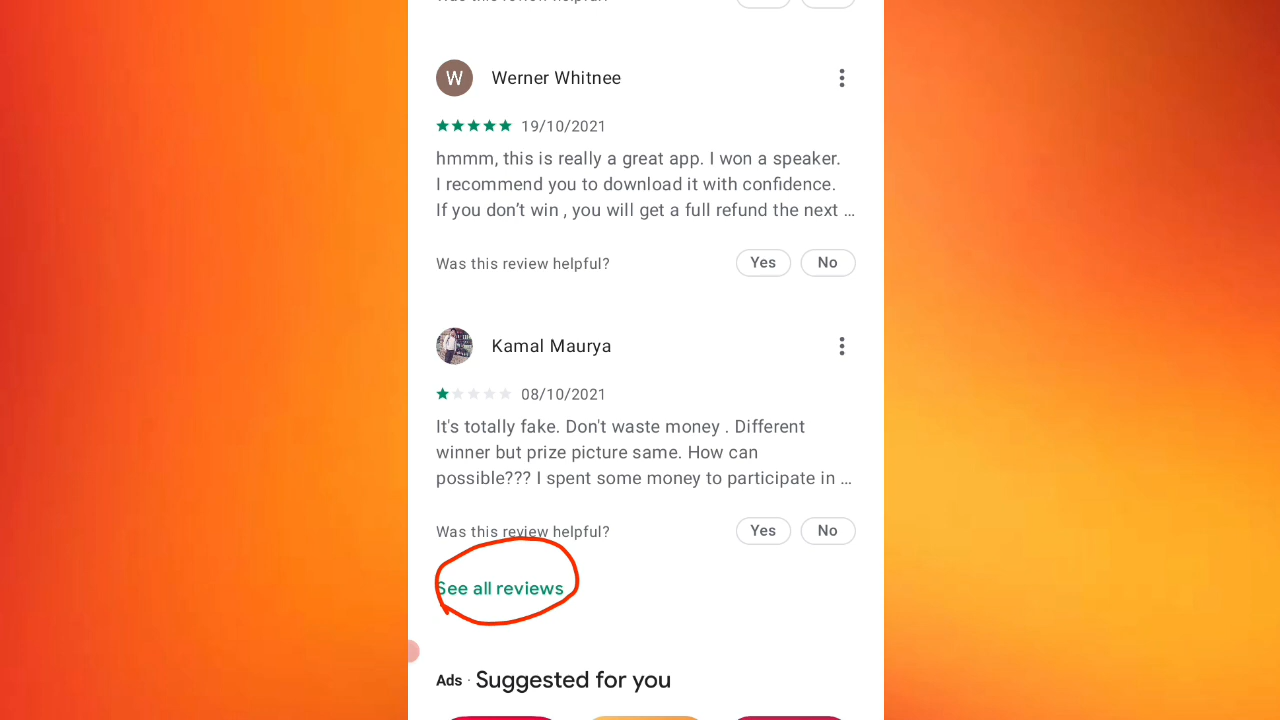 Was this review helpful?
W
Werner Whitnee
19/10/2021
hmmm, this is really a great app. I won a speaker.
I recommend you to download it with confidence.
If you don’t win , you will get a full refund the next …
Was this review helpful?
Yes
No
Kamal Maurya
08/10/2021
It's totally fake. Don't waste money . Different
winner but prize picture same. How can
possible??? I spent some money to participate in …
Was this review helpful?
Yes
No
See all reviews
Ads · Suggested for you